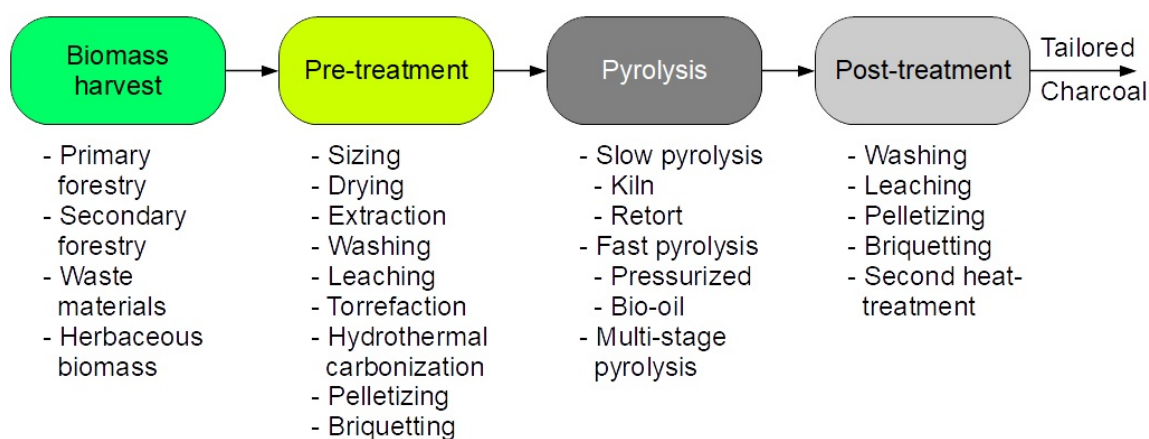 Biomass
harvest
Pre-treatment
Pyrolysis
Post-treatment
Tailored
Charcoal
- Primary
forestry
- Secondary
forestry
- Waste
materials
- Herbaceous
biomass
- Sizing
- Drying
- Extraction
- Washing
- Leaching
- Torrefaction
- Hydrothermal
carbonization
- Pelletizing
- Briquetting
- Slow pyrolysis
- Kiln
- Retort
- Fast pyrolysis
- Pressurized
- Bio-oil
- Multi-stage
pyrolysis
- Washing
- Leaching
- Pelletizing
- Briquetting
- Second heat-
treatment